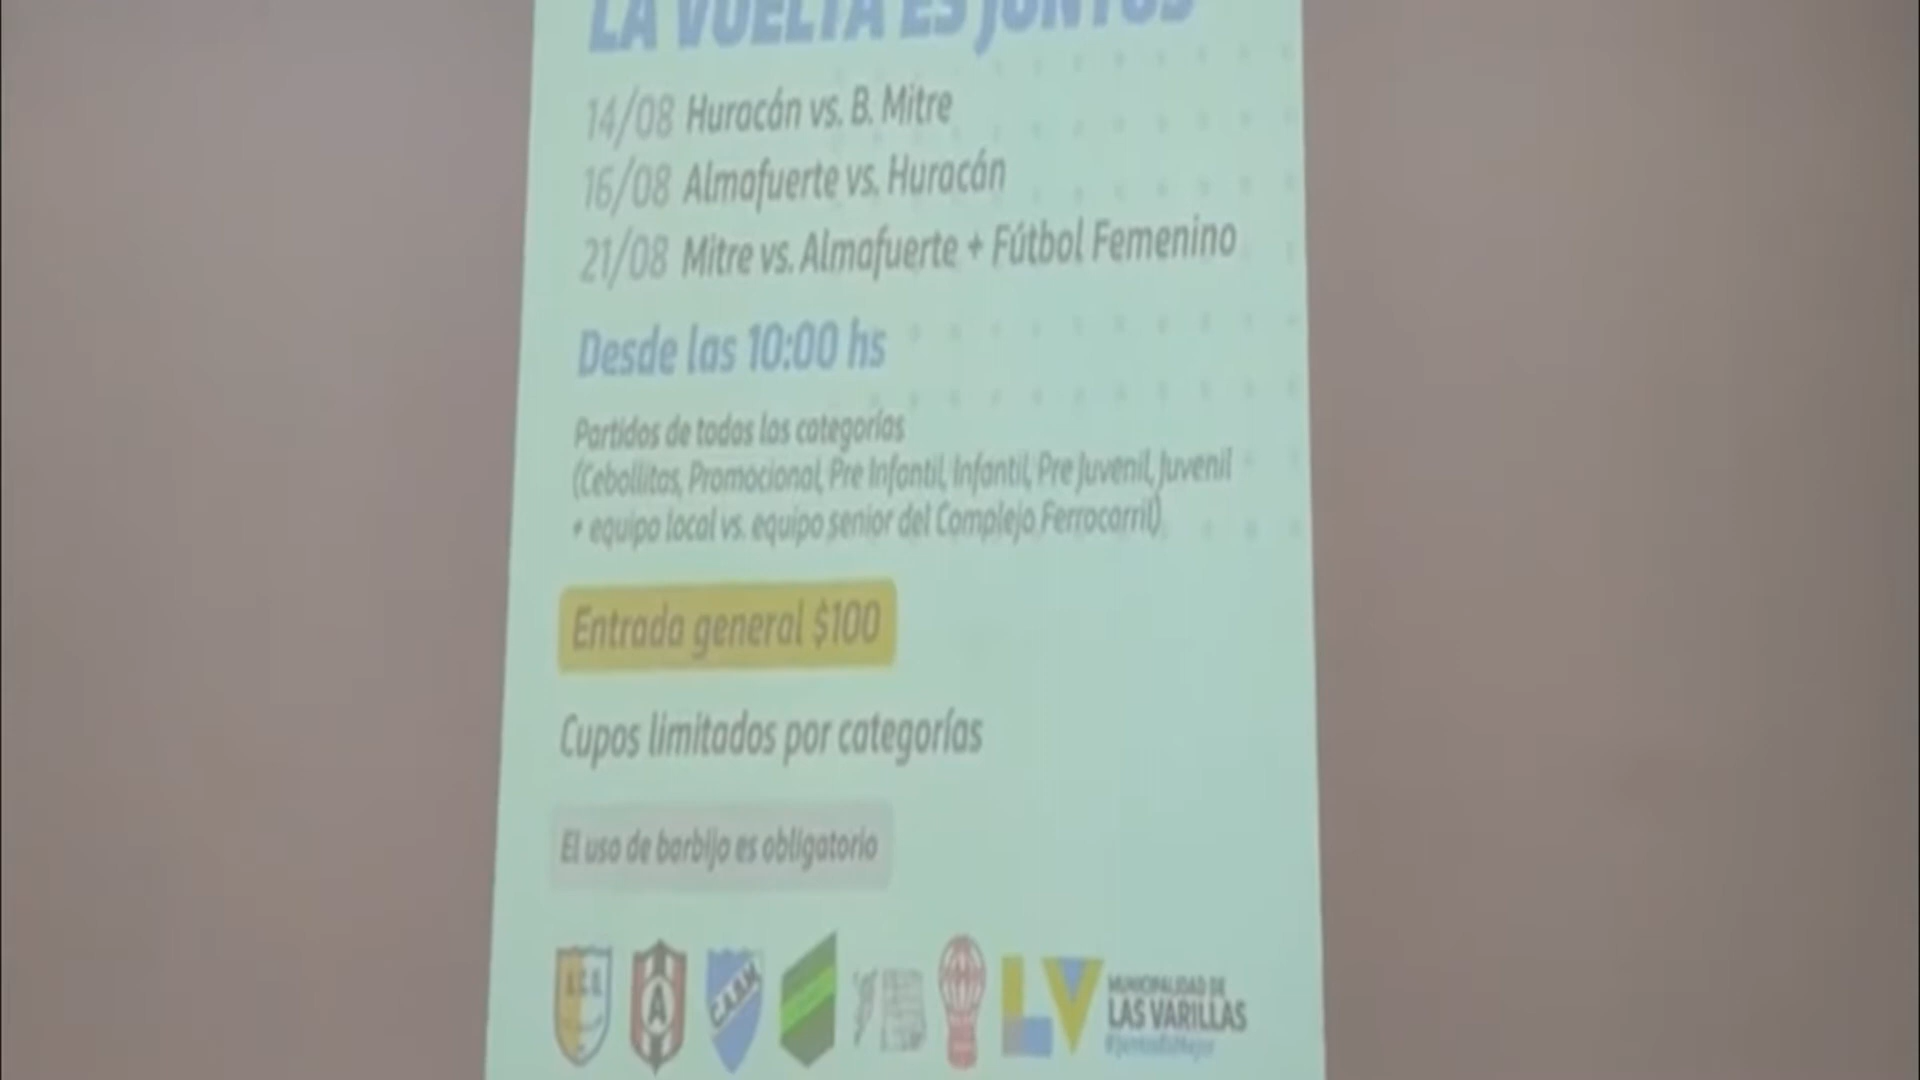 LA VUELTA ES JUNTOS
14/08 Huracán vs. B. Mitre
16/08 Almafuerte vs. Huracán
21/08 Mitre vs. Almafuerte + Fútbol Femenino
Desde las 10:00 hs
Partidos de todas las categorías
(Cebollitas, Promocional, Pre Infantil, Infantil, Pre Juvenil, Juvenil
+ equipo local vs. equipo senior del Complejo Ferrocarril)
Entrada general $100
Cupos limitados por categorías
El uso de barbijo es obligatorio
A
LV
MUNICIPALIDAD DE
LAS VARILLAS